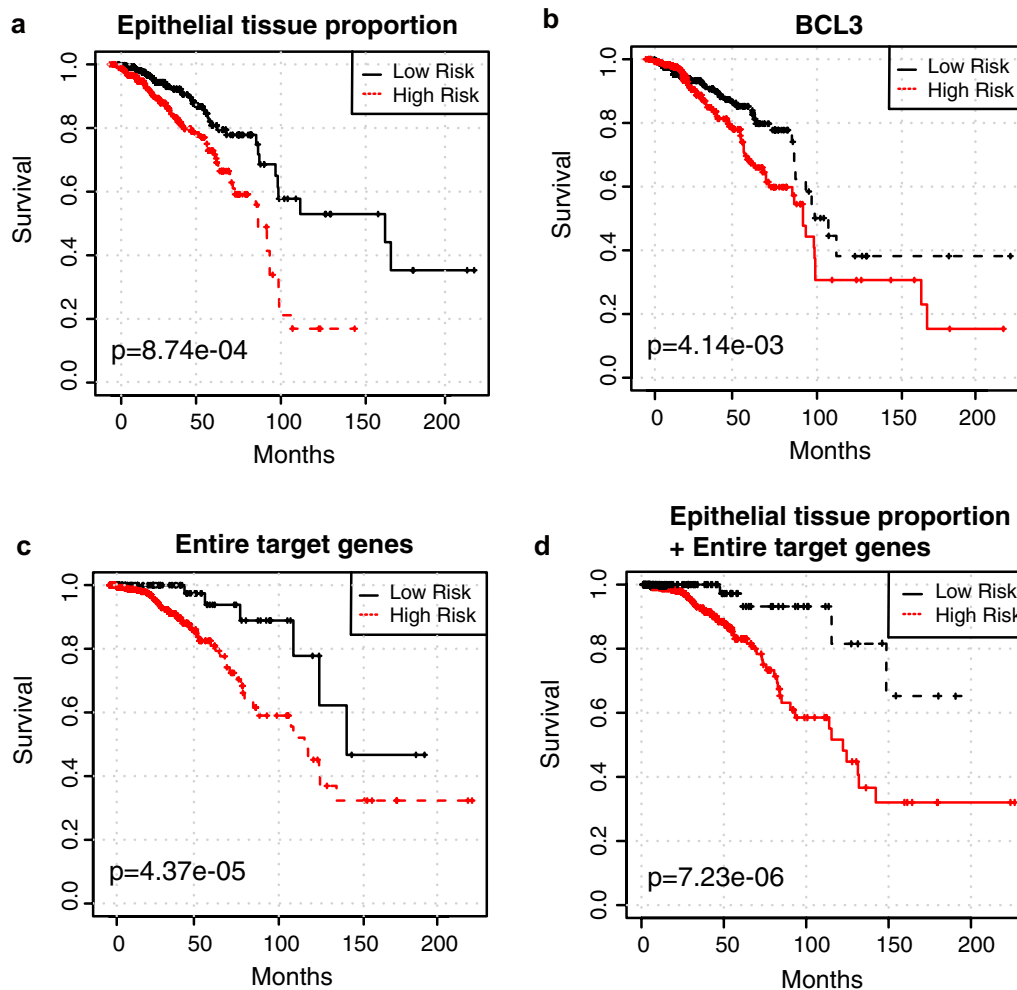 a
Epithelial tissue proportion
Survival
1.0
0.8
0.6
0.4
0.2
0.0
Low Risk
High Risk
p=8.74e-04
0 50 100 150 200
Months
b
BCL3
Survival
1.0
0.8
0.6
0.4
0.2
0.0
Low Risk
High Risk
p=4.14e-03
0 50 100 150 200
Months
c
Entire target genes
Survival
1.0
0.8
0.6
0.4
0.2
0.0
Low Risk
High Risk
p=4.37e-05
0 50 100 150 200
Months
d
Epithelial tissue proportion
+ Entire target genes
Survival
1.0
0.8
0.6
0.4
0.2
0.0
Low Risk
High Risk
p=7.23e-06
0 50 100 150 200
Months